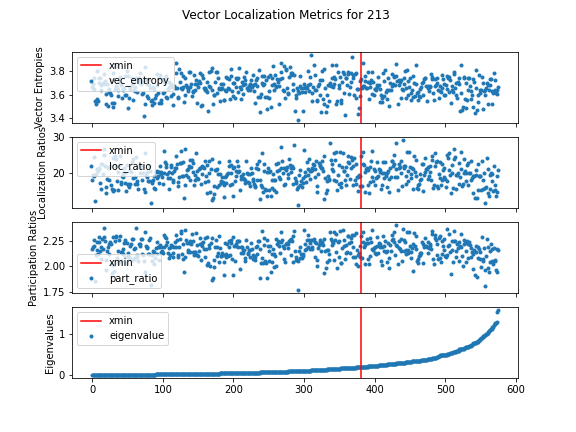 Vector Localization Metrics for 213
Vector Entropies
3.8
3.6
3.4
xmin
vec_entropy
Localization Ratios
30
20
xmin
loc_ratio
Participation Ratios
2.25
2.00
1.75
xmin
part_ratio
Eigenvalues
1
0
xmin
eigenvalue
0 100 200 300 400 500 600